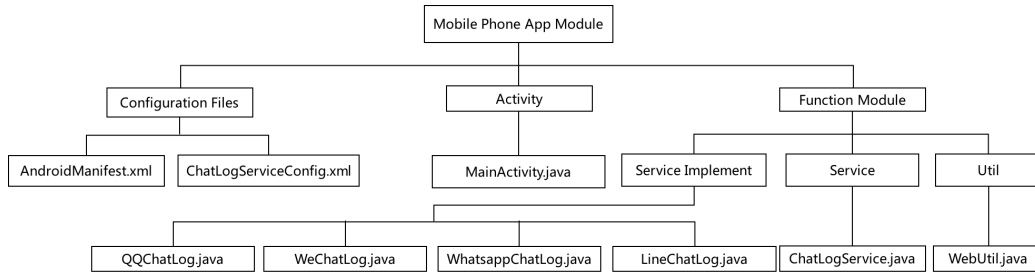 Mobile Phone App Module
Configuration Files
Activity
Function Module
AndroidManifest.xml
ChatLogServiceConfig.xml
MainActivity.java
Service Implement
Service
Util
QQChatLog.java
WeChatLog.java
WhatsappChatLog.java
LineChatLog.java
ChatLogService.java
WebUtil.java